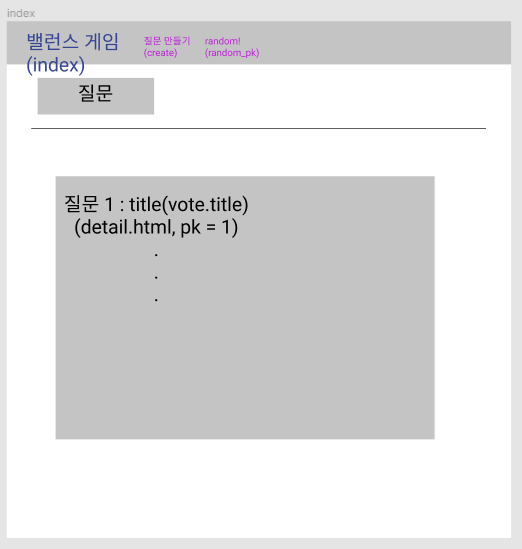 index
밸런스 게임
(index)
질문 만들기
(create)
random!
(random_pk)
질문
질문 1 : title(vote.title)
(detail.html, pk = 1)
.
.
.